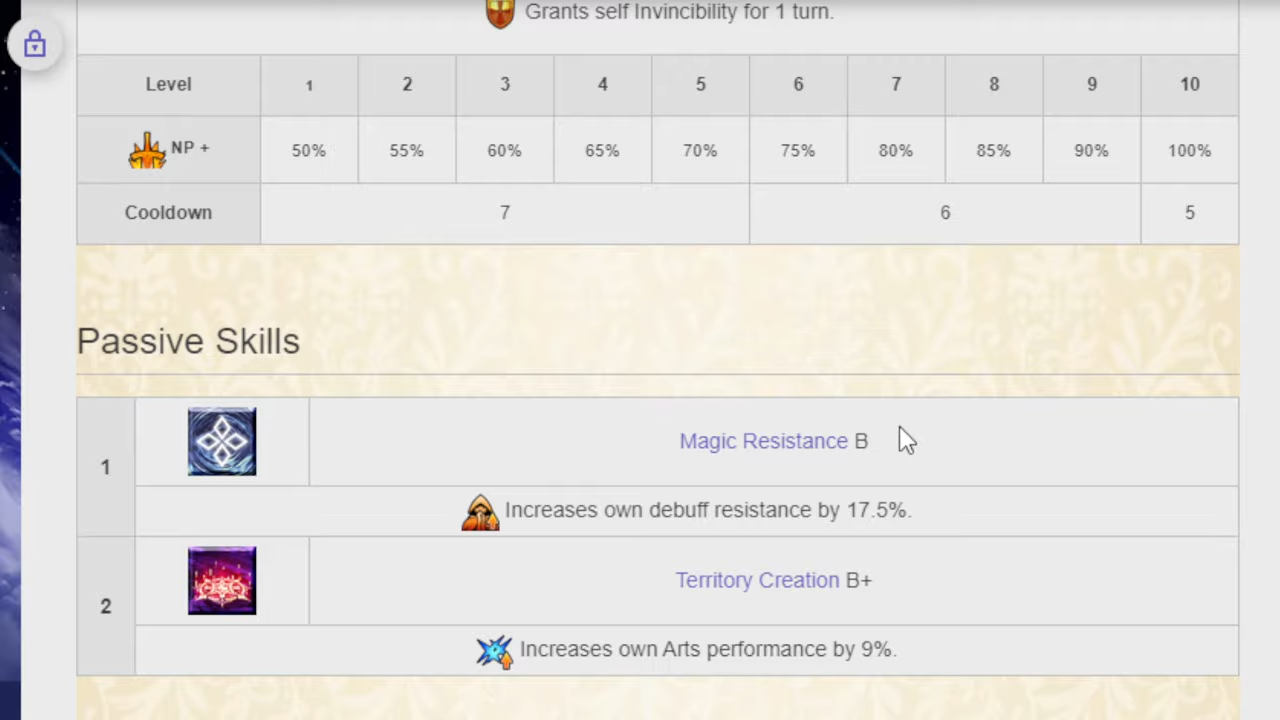 Grants self Invincibility for 1 turn.
Level 1 2 3 4 5 6 7 8 9 10
NP + 50% 55% 60% 65% 70% 75% 80% 85% 90% 100%
Cooldown 7 6 5
Passive Skills
1 Magic Resistance B
Increases own debuff resistance by 17.5%.
2 Territory Creation B+
Increases own Arts performance by 9%.